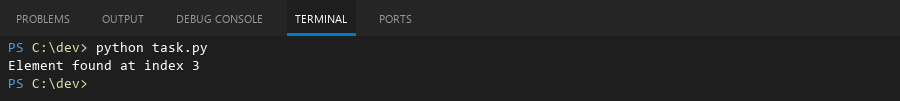 PROBLEMS OUTPUT DEBUG CONSOLE TERMINAL PORTS
PS C:\dev> python task.py
Element found at index 3
PS C:\dev>